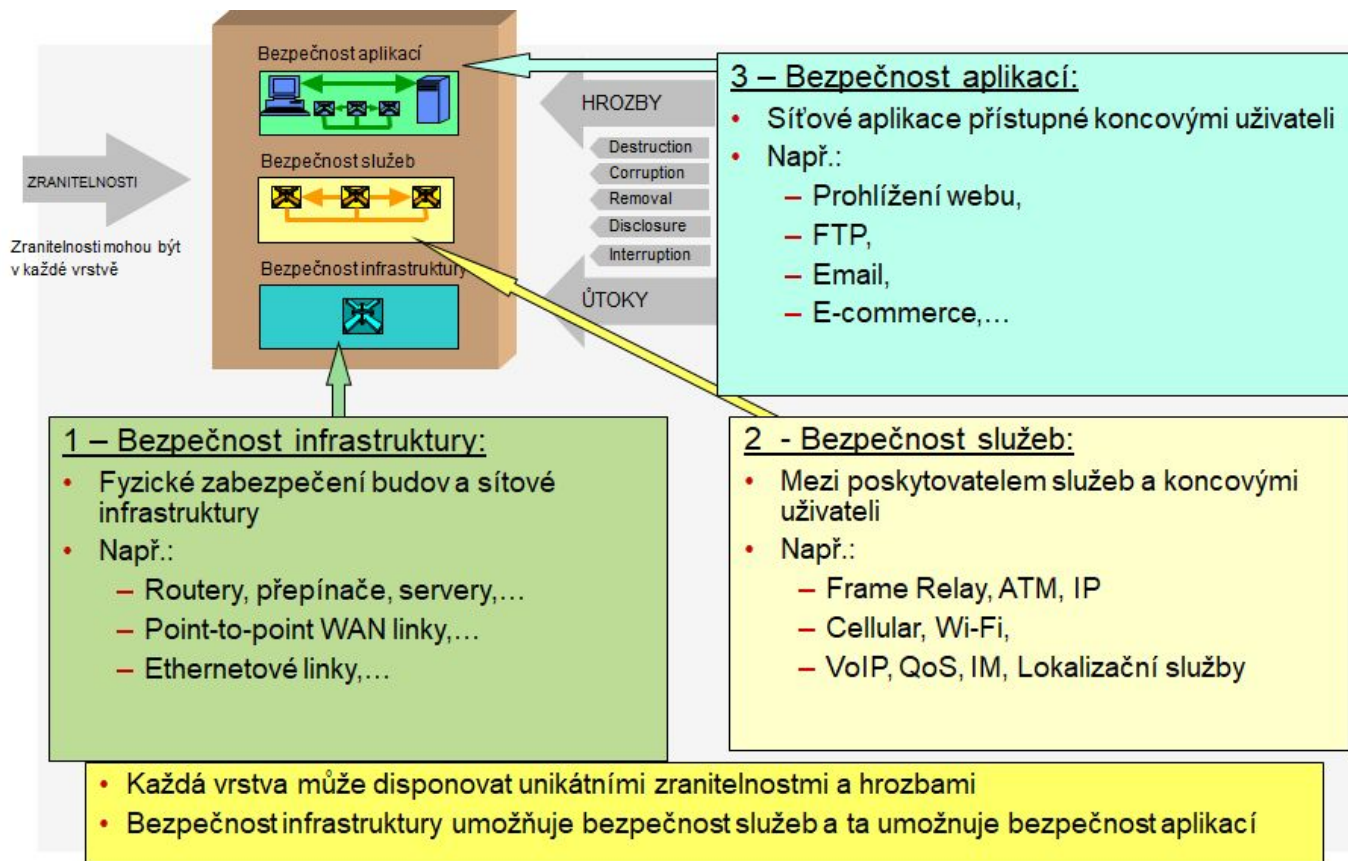 Bezpečnost aplikací
Bezpečnost služeb
Bezpečnost infrastruktury
ZRANITELNOSTI
Zranitelnosti mohou být
v každé vrstvě
HROZBY
Destruction
Corruption
Removal
Disclosure
Interruption
ŮTOKY
3 – Bezpečnost aplikací:
• Síťové aplikace přístupné koncovými uživateli
• Např.:
– Prohlížení webu,
– FTP,
– Email,
– E-commerce,…
1 – Bezpečnost infrastruktury:
• Fyzické zabezpečení budov a sítové
infrastruktury
• Např.:
– Routery, přepínače, servery,…
– Point-to-point WAN linky,…
– Ethernetové linky,…
2 - Bezpečnost služeb:
• Mezi poskytovatelem služeb a koncovými
uživateli
• Např.:
– Frame Relay, ATM, IP
– Cellular, Wi-Fi,
– VoIP, QoS, IM, Lokalizační služby
• Každá vrstva může disponovat unikátními zranitelnostmi a hrozbami
• Bezpečnost infrastruktury umožňuje bezpečnost služeb a ta umožnuje bezpečnost aplikací